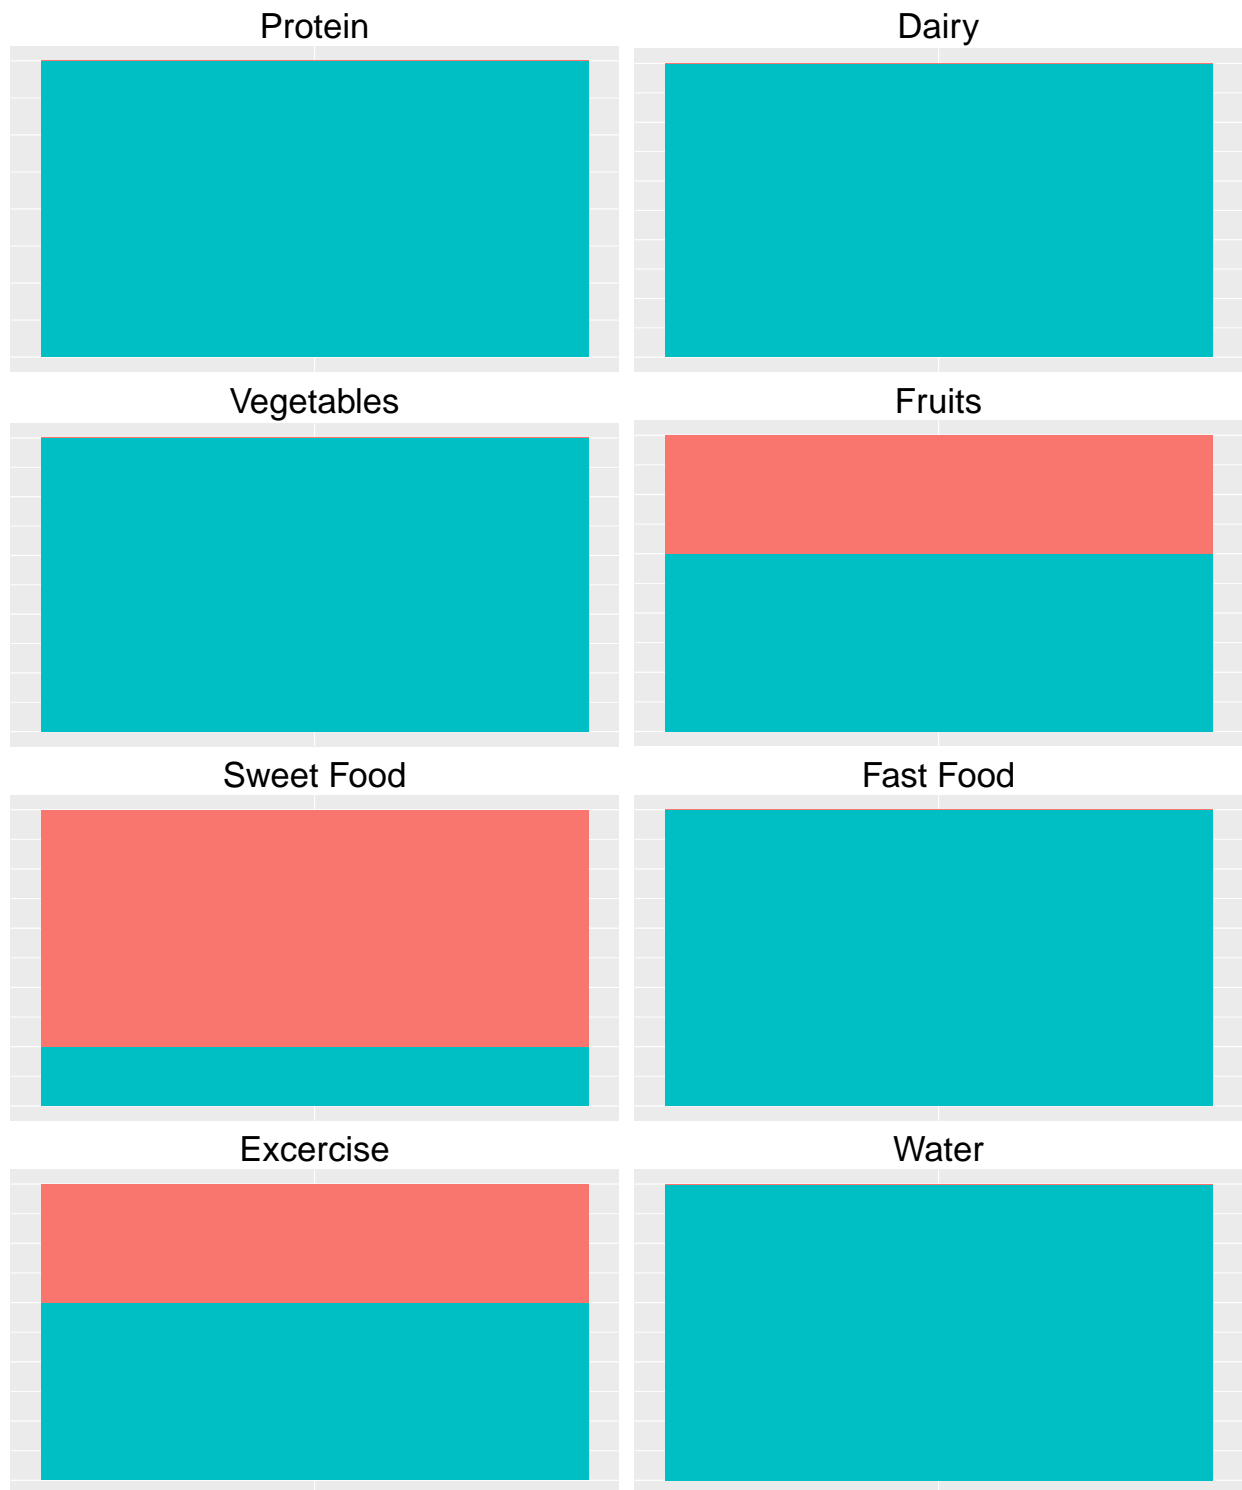 Protein
Dairy
Vegetables
Fruits
Sweet Food
Fast Food
Excercise
Water